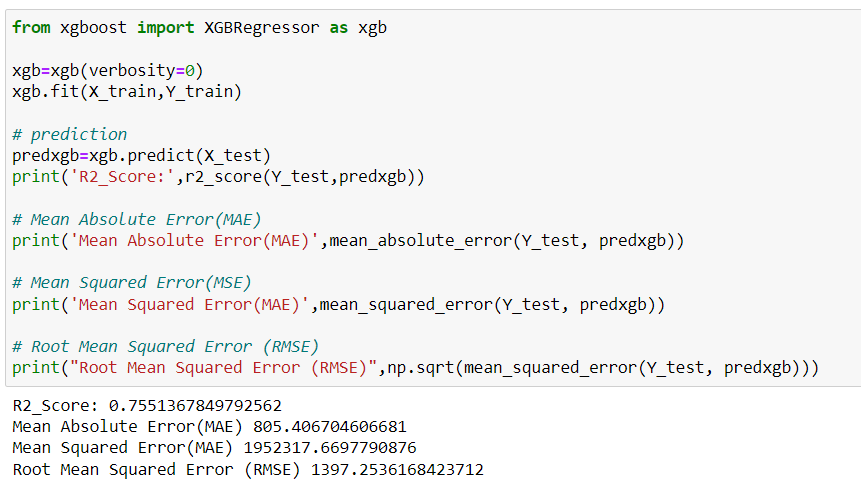 from xgboost import XGBRegressor as xgb
xgb=xgb(verbosity=0)
xgb.fit(X_train,Y_train)
# prediction
predxgb=xgb.predict(X_test)
print('R2_Score:',r2_score(Y_test,predxgb))
# Mean Absolute Error(MAE)
print('Mean Absolute Error(MAE)',mean_absolute_error(Y_test, predxgb))
# Mean Squared Error(MSE)
print('Mean Squared Error(MAE)',mean_squared_error(Y_test, predxgb))
# Root Mean Squared Error (RMSE)
print("Root Mean Squared Error (RMSE)",np.sqrt(mean_squared_error(Y_test, predxgb)))
R2_Score: 0.7551367849792562
Mean Absolute Error(MAE) 805.406704606681
Mean Squared Error(MAE) 1952317.6697790876
Root Mean Squared Error (RMSE) 1397.2536168423712